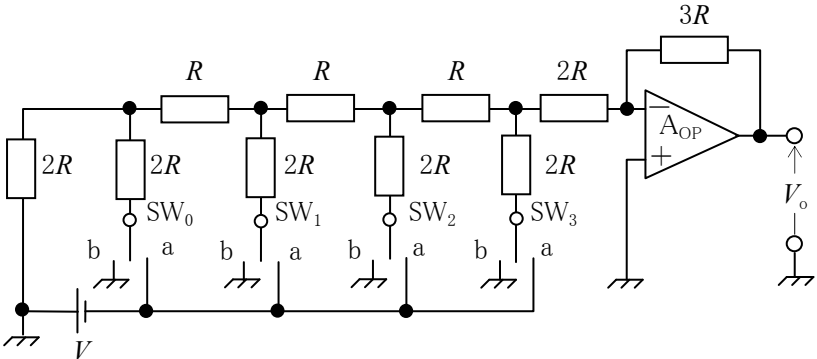 3R
R R R 2R
− A_OP
+
2R 2R 2R 2R 2R
SW₀ SW₁ SW₂ SW₃
V_o
b a b a b a b a
V